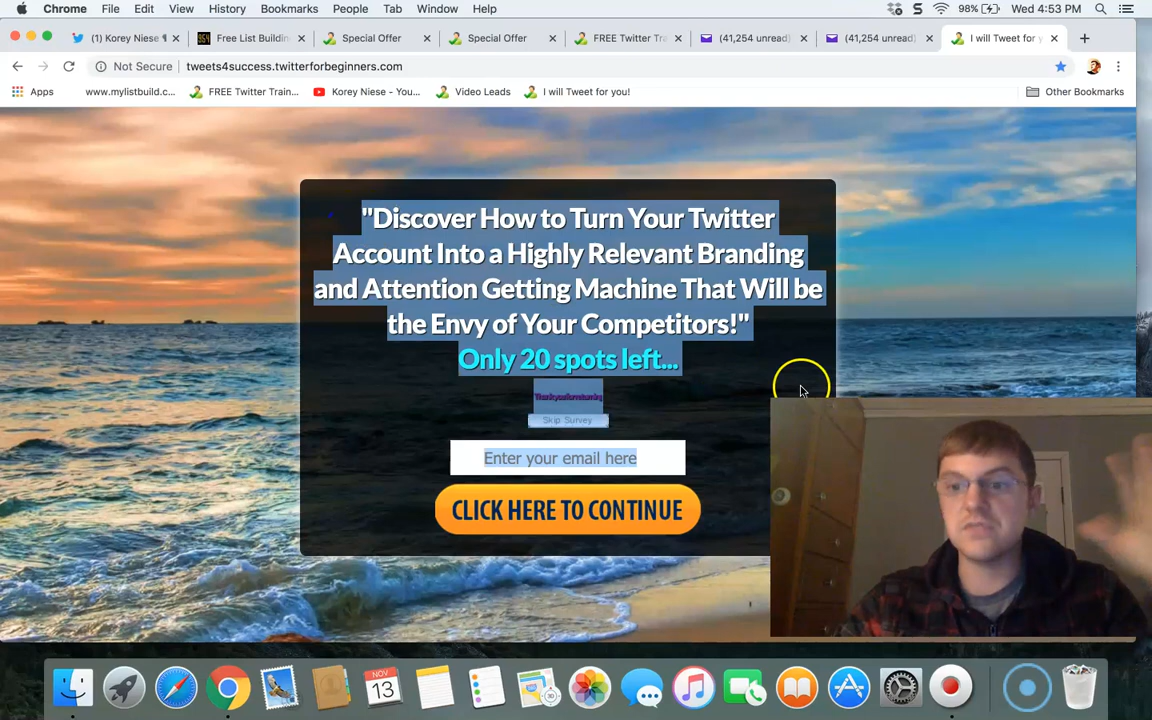 Chrome File Edit View History Bookmarks People Tab Window Help
S 98% Wed 4:53 PM
(1) Korey Niese
Free List Buildin
Special Offer
Special Offer
FREE Twitter Tra
(41,254 unread)
(41,254 unread)
I will Tweet for y
Not Secure tweets4success.twitterforbeginners.com
Apps www.mylistbuild.c... FREE Twitter Train... Korey Niese - You... Video Leads I will Tweet for you! Other Bookmarks
"Discover How to Turn Your Twitter
Account Into a Highly Relevant Branding
and Attention Getting Machine That Will be
the Envy of Your Competitors!"
Only 20 spots left...
Thankyouforreturning
Skip Survey
Enter your email here
CLICK HERE TO CONTINUE
NOV
13